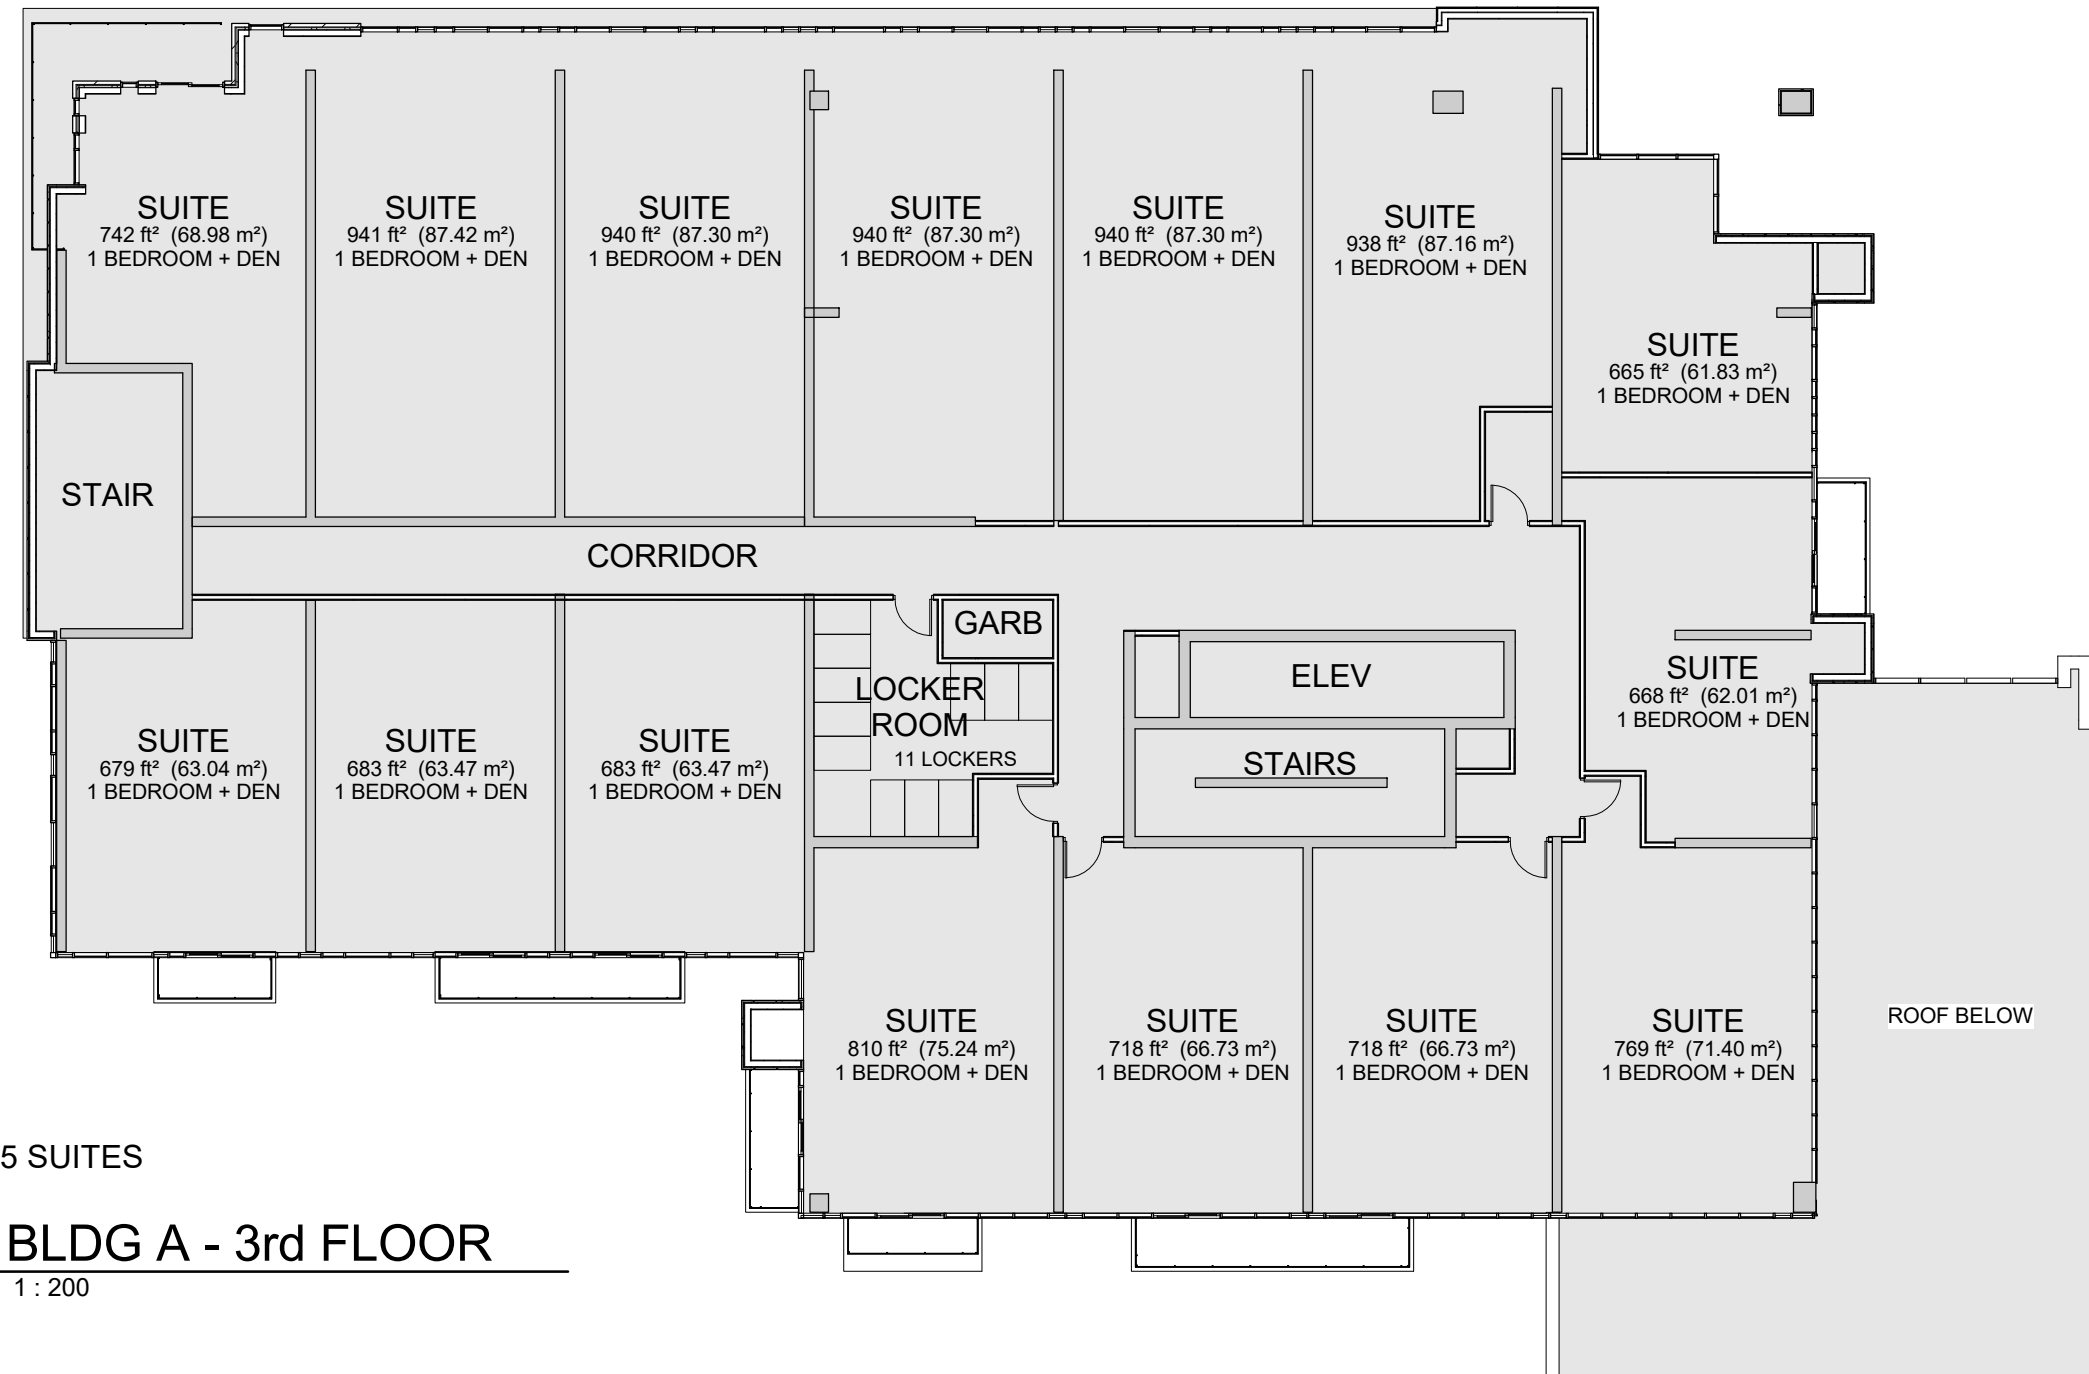 SUITE
742 ft² (68.98 m²)
1 BEDROOM + DEN
SUITE
941 ft² (87.42 m²)
1 BEDROOM + DEN
SUITE
940 ft² (87.30 m²)
1 BEDROOM + DEN
SUITE
940 ft² (87.30 m²)
1 BEDROOM + DEN
SUITE
940 ft² (87.30 m²)
1 BEDROOM + DEN
SUITE
938 ft² (87.16 m²)
1 BEDROOM + DEN
SUITE
665 ft² (61.83 m²)
1 BEDROOM + DEN
STAIR
CORRIDOR
GARB
LOCKER
ROOM
11 LOCKERS
ELEV
STAIRS
SUITE
668 ft² (62.01 m²)
1 BEDROOM + DEN
SUITE
679 ft² (63.04 m²)
1 BEDROOM + DEN
SUITE
683 ft² (63.47 m²)
1 BEDROOM + DEN
SUITE
683 ft² (63.47 m²)
1 BEDROOM + DEN
SUITE
810 ft² (75.24 m²)
1 BEDROOM + DEN
SUITE
718 ft² (66.73 m²)
1 BEDROOM + DEN
SUITE
718 ft² (66.73 m²)
1 BEDROOM + DEN
SUITE
769 ft² (71.40 m²)
1 BEDROOM + DEN
ROOF BELOW
5 SUITES
BLDG A - 3rd FLOOR
1 : 200